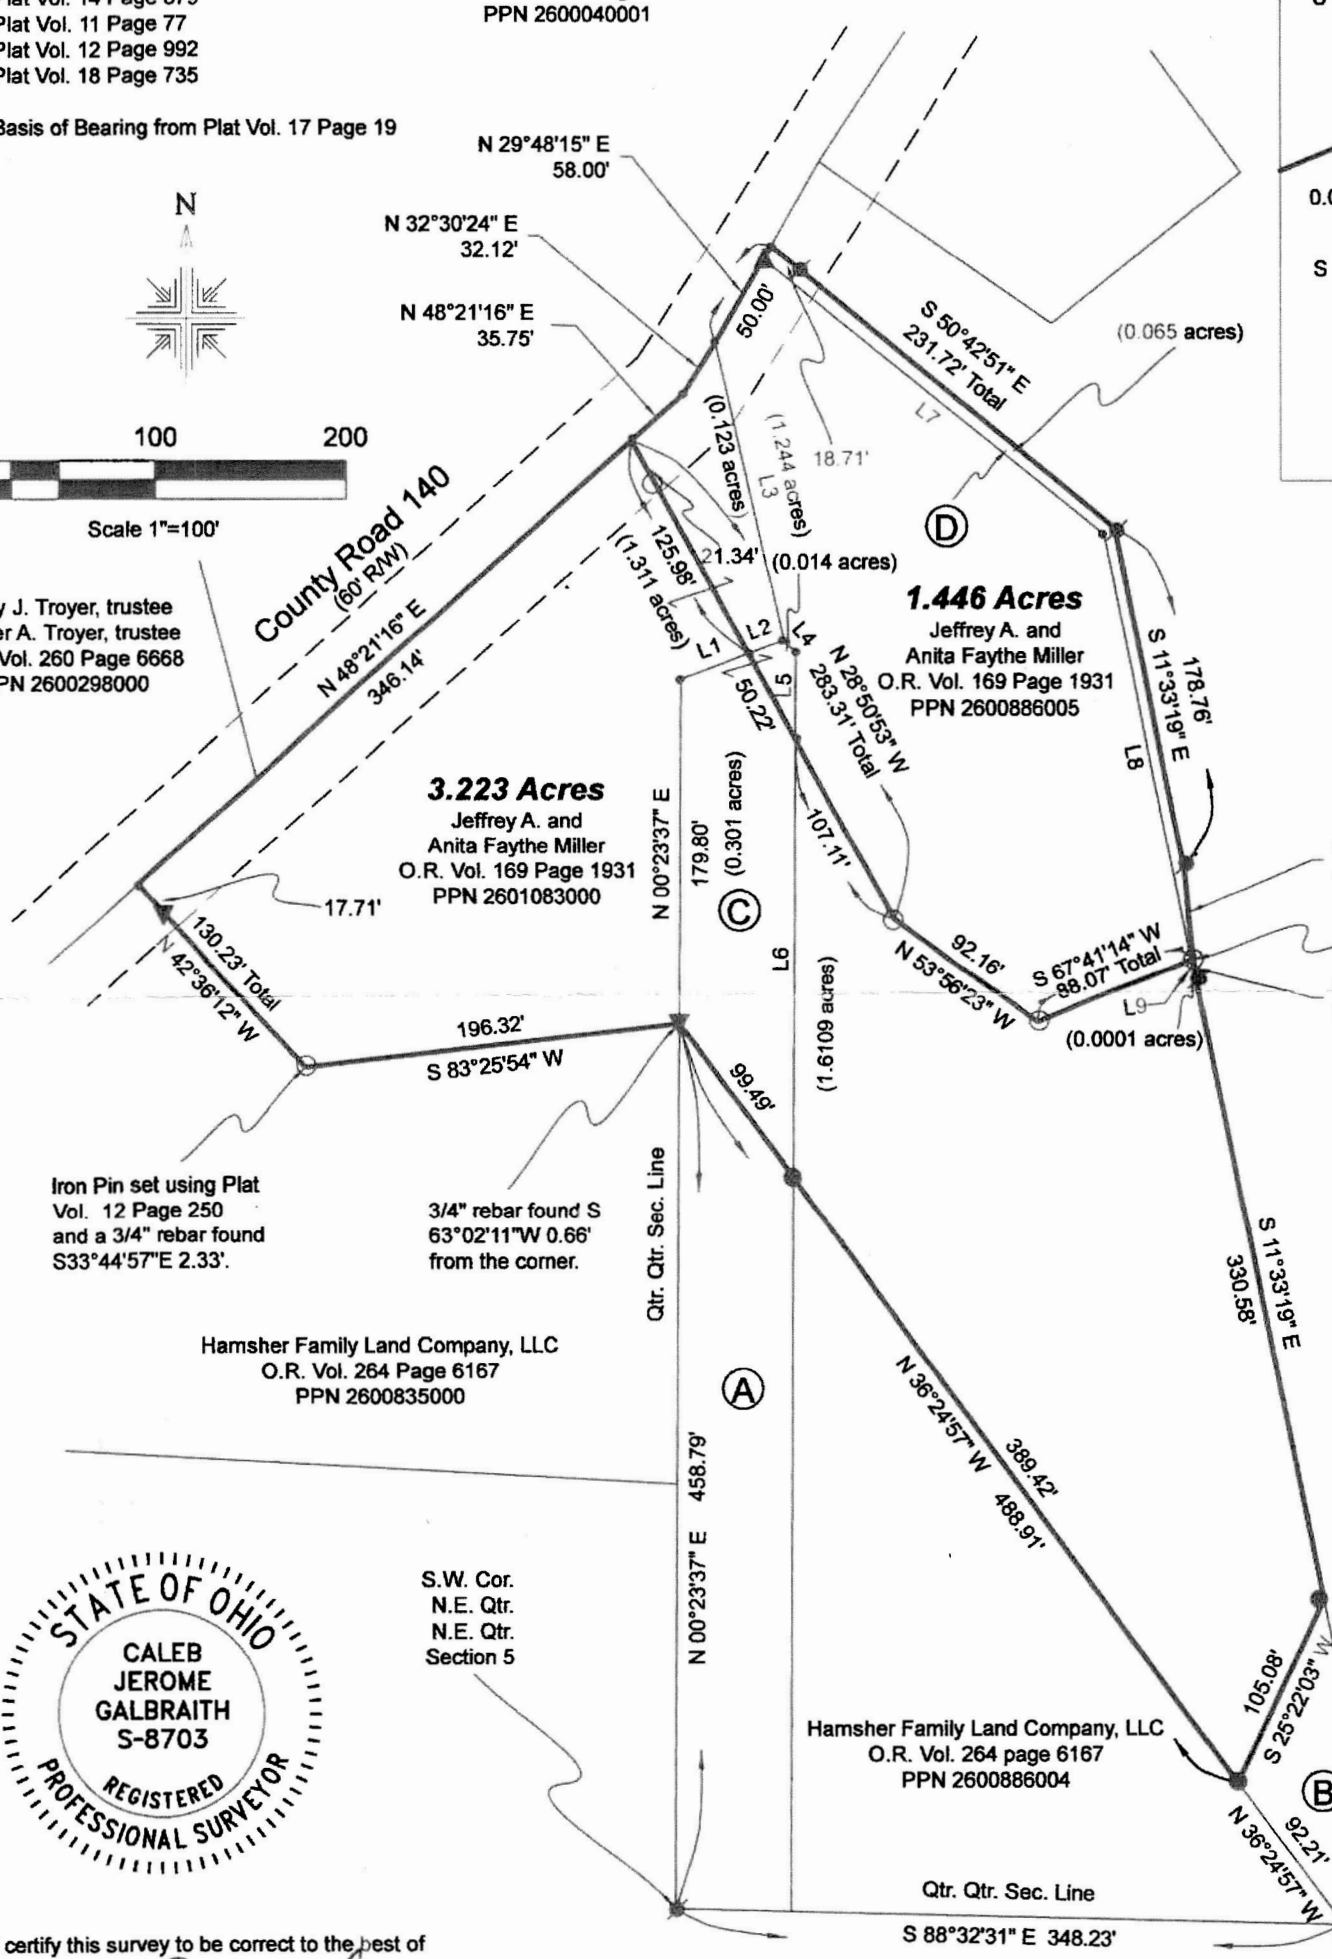 Plat Vol. 11 Page 77
Plat Vol. 12 Page 992
Plat Vol. 18 Page 735
Basis of Bearing from Plat Vol. 17 Page 19
PPN 2600040001
N
100 200
Scale 1"=100'
N 29°48'15" E
58.00'
N 32°30'24" E
32.12'
N 48°21'16" E
35.75'
50.00'
S 50°42'51" E
231.72' Total
(0.065 acres)
L7
18.71'
(0.123 acres)
(1.244 acres)
L3
County Road 140
(60' R/W)
N 48°21'16" E
346.14'
J. Troyer, trustee
A. Troyer, trustee
Vol. 260 Page 6668
PPN 2600298000
125.98'
(1.311 acres)
21.34'
(0.014 acres)
L1
L2
L4
L5
50.22'
N 28°50'53" W
283.31' Total
D
1.446 Acres
Jeffrey A. and
Anita Faythe Miller
O.R. Vol. 169 Page 1931
PPN 2600886005
178.76'
S 11°33'19" E
L8
3.223 Acres
Jeffrey A. and
Anita Faythe Miller
O.R. Vol. 169 Page 1931
PPN 2601083000
N 00°23'37" E
179.80'
(0.301 acres)
107.11'
C
L6
(1.6109 acres)
17.71'
130.23' Total
N 42°36'12" W
92.16'
N 53°56'23" W
S 67°41'14" W
88.07' Total
L9
(0.0001 acres)
196.32'
S 83°25'54" W
99.49'
Iron Pin set using Plat
Vol. 12 Page 250
and a 3/4" rebar found
S33°44'57"E 2.33'.
3/4" rebar found S
63°02'11"W 0.66'
from the corner.
Qtr. Qtr. Sec. Line
S 11°33'19" E
330.58'
Hamsher Family Land Company, LLC
O.R. Vol. 264 Page 6167
PPN 2600835000
A
N 36°24'57" W
389.42'
488.91'
N 00°23'37" E 458.79'
S.W. Cor.
N.E. Qtr.
N.E. Qtr.
Section 5
STATE OF OHIO
CALEB
JEROME
GALBRAITH
S-8703
REGISTERED
PROFESSIONAL SURVEYOR
Hamsher Family Land Company, LLC
O.R. Vol. 264 page 6167
PPN 2600886004
105.08'
S 25°22'03" W
B
92.21'
N 36°24'57" W
Qtr. Qtr. Sec. Line
S 88°32'31" E 348.23'
certify this survey to be correct to the best of